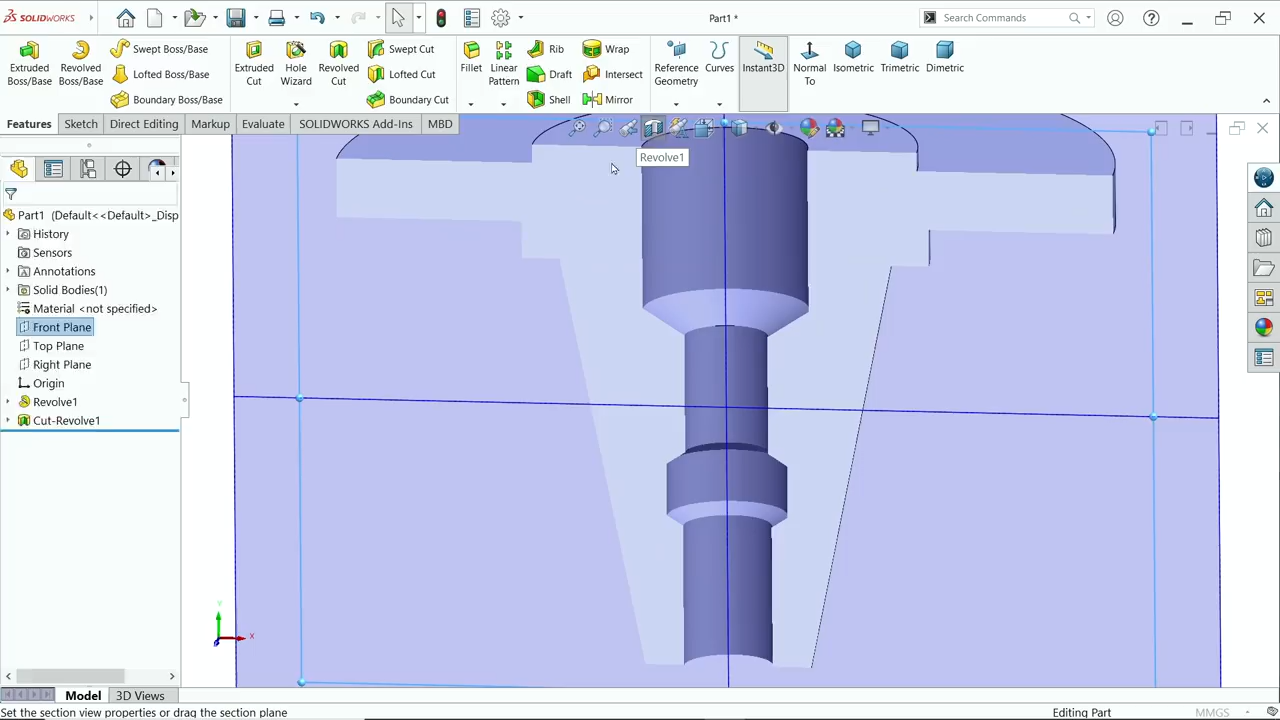 SOLIDWORKS
Part1 *
Search Commands
Extruded Boss/Base
Revolved Boss/Base
Swept Boss/Base
Lofted Boss/Base
Boundary Boss/Base
Extruded Cut
Hole Wizard
Revolved Cut
Swept Cut
Lofted Cut
Boundary Cut
Fillet
Linear Pattern
Rib
Draft
Shell
Wrap
Intersect
Mirror
Reference Geometry
Curves
Instant3D
Normal To
Isometric
Trimetric
Dimetric
Features
Sketch
Direct Editing
Markup
Evaluate
SOLIDWORKS Add-Ins
MBD
Revolve1
Part1 (Default<<Default>_Disp
History
Sensors
Annotations
Solid Bodies(1)
Material <not specified>
Front Plane
Top Plane
Right Plane
Origin
Revolve1
Cut-Revolve1
Y
X
Model
3D Views
Set the section view properties or drag the section plane
Editing Part
MMGS